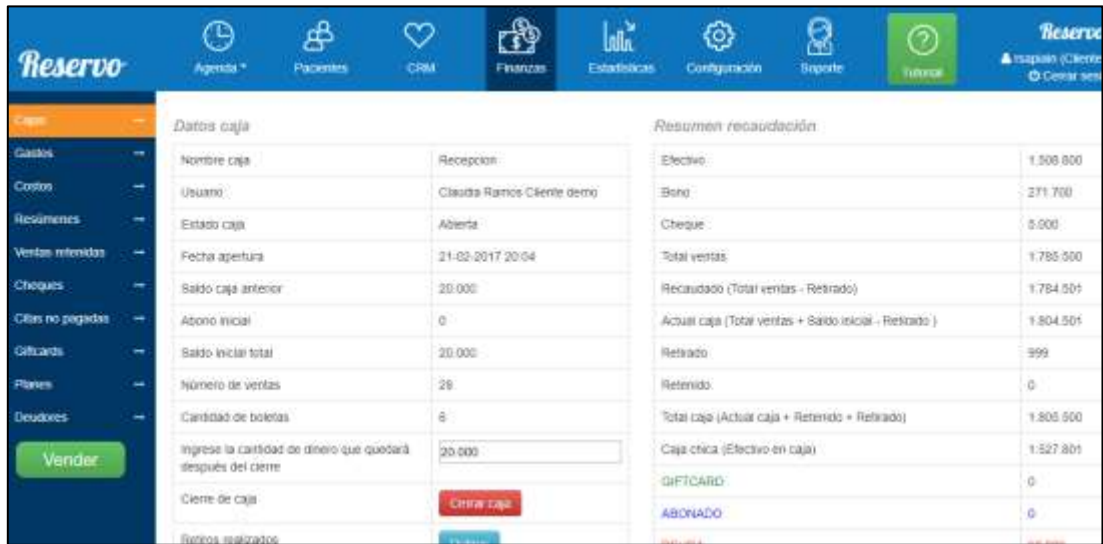 Reservo
Agenda
Pacientes
CRM
Finanzas
Estadísticas
Configuración
Soporte
Tutorial
Reservo
rsapiain (Cliente
Cerrar sesi
Cajas
Gastos
Costos
Resúmenes
Ventas retenidas
Cheques
Citas no pagadas
Giftcards
Planes
Deudores
Vender
Datos caja
Nombre caja Recepcion
Usuario Claudia Ramos Cliente demo
Estado caja Abierta
Fecha apertura 21-02-2017 20:04
Saldo caja anterior 20.000
Abono inicial 0
Saldo inicial total 20.000
Número de ventas 29
Cantidad de boletas 6
Ingrese la cantidad de dinero que quedará 20.000
después del cierre
Cierre de caja Cerrar caja
Retiros realizados
Resumen recaudación
Efectivo 1.508.800
Bono 271.700
Cheque 5.000
Total ventas 1.785.500
Recaudado (Total ventas - Retirado) 1.784.501
Actual caja (Total ventas + Saldo inicial - Retirado ) 1.804.501
Retirado 999
Retenido 0
Total caja (Actual caja + Retenido + Retirado) 1.805.500
Caja chica (Efectivo en caja) 1.527.801
GIFTCARD 0
ABONADO 0